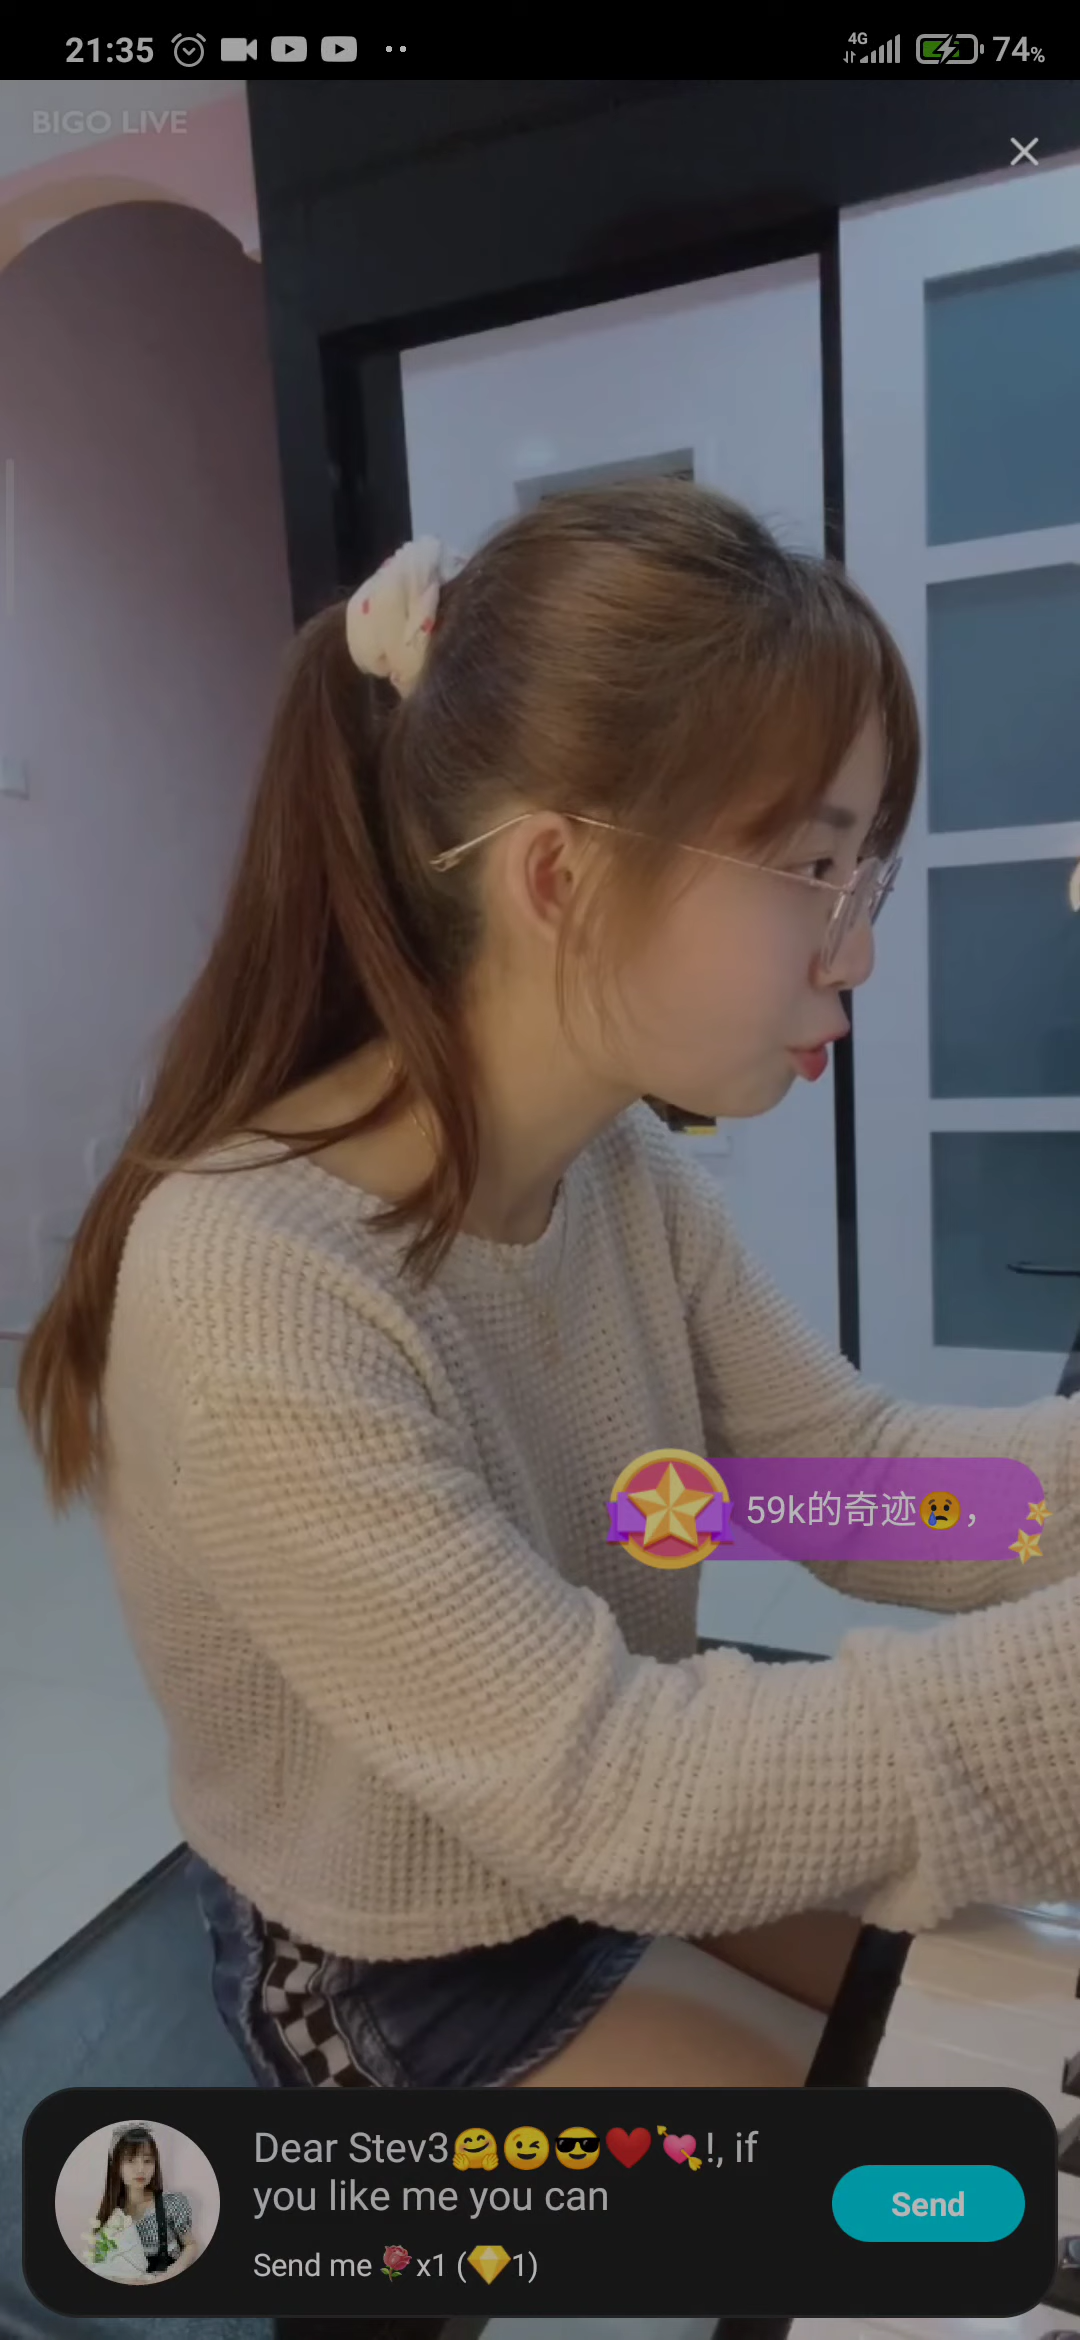 21:35
4G
74%
BIGO LIVE
59k的奇迹😢，
Dear Stev3🤗😉😎❤️💘!, if
you like me you can
Send me🌹x1 (💎1)
Send